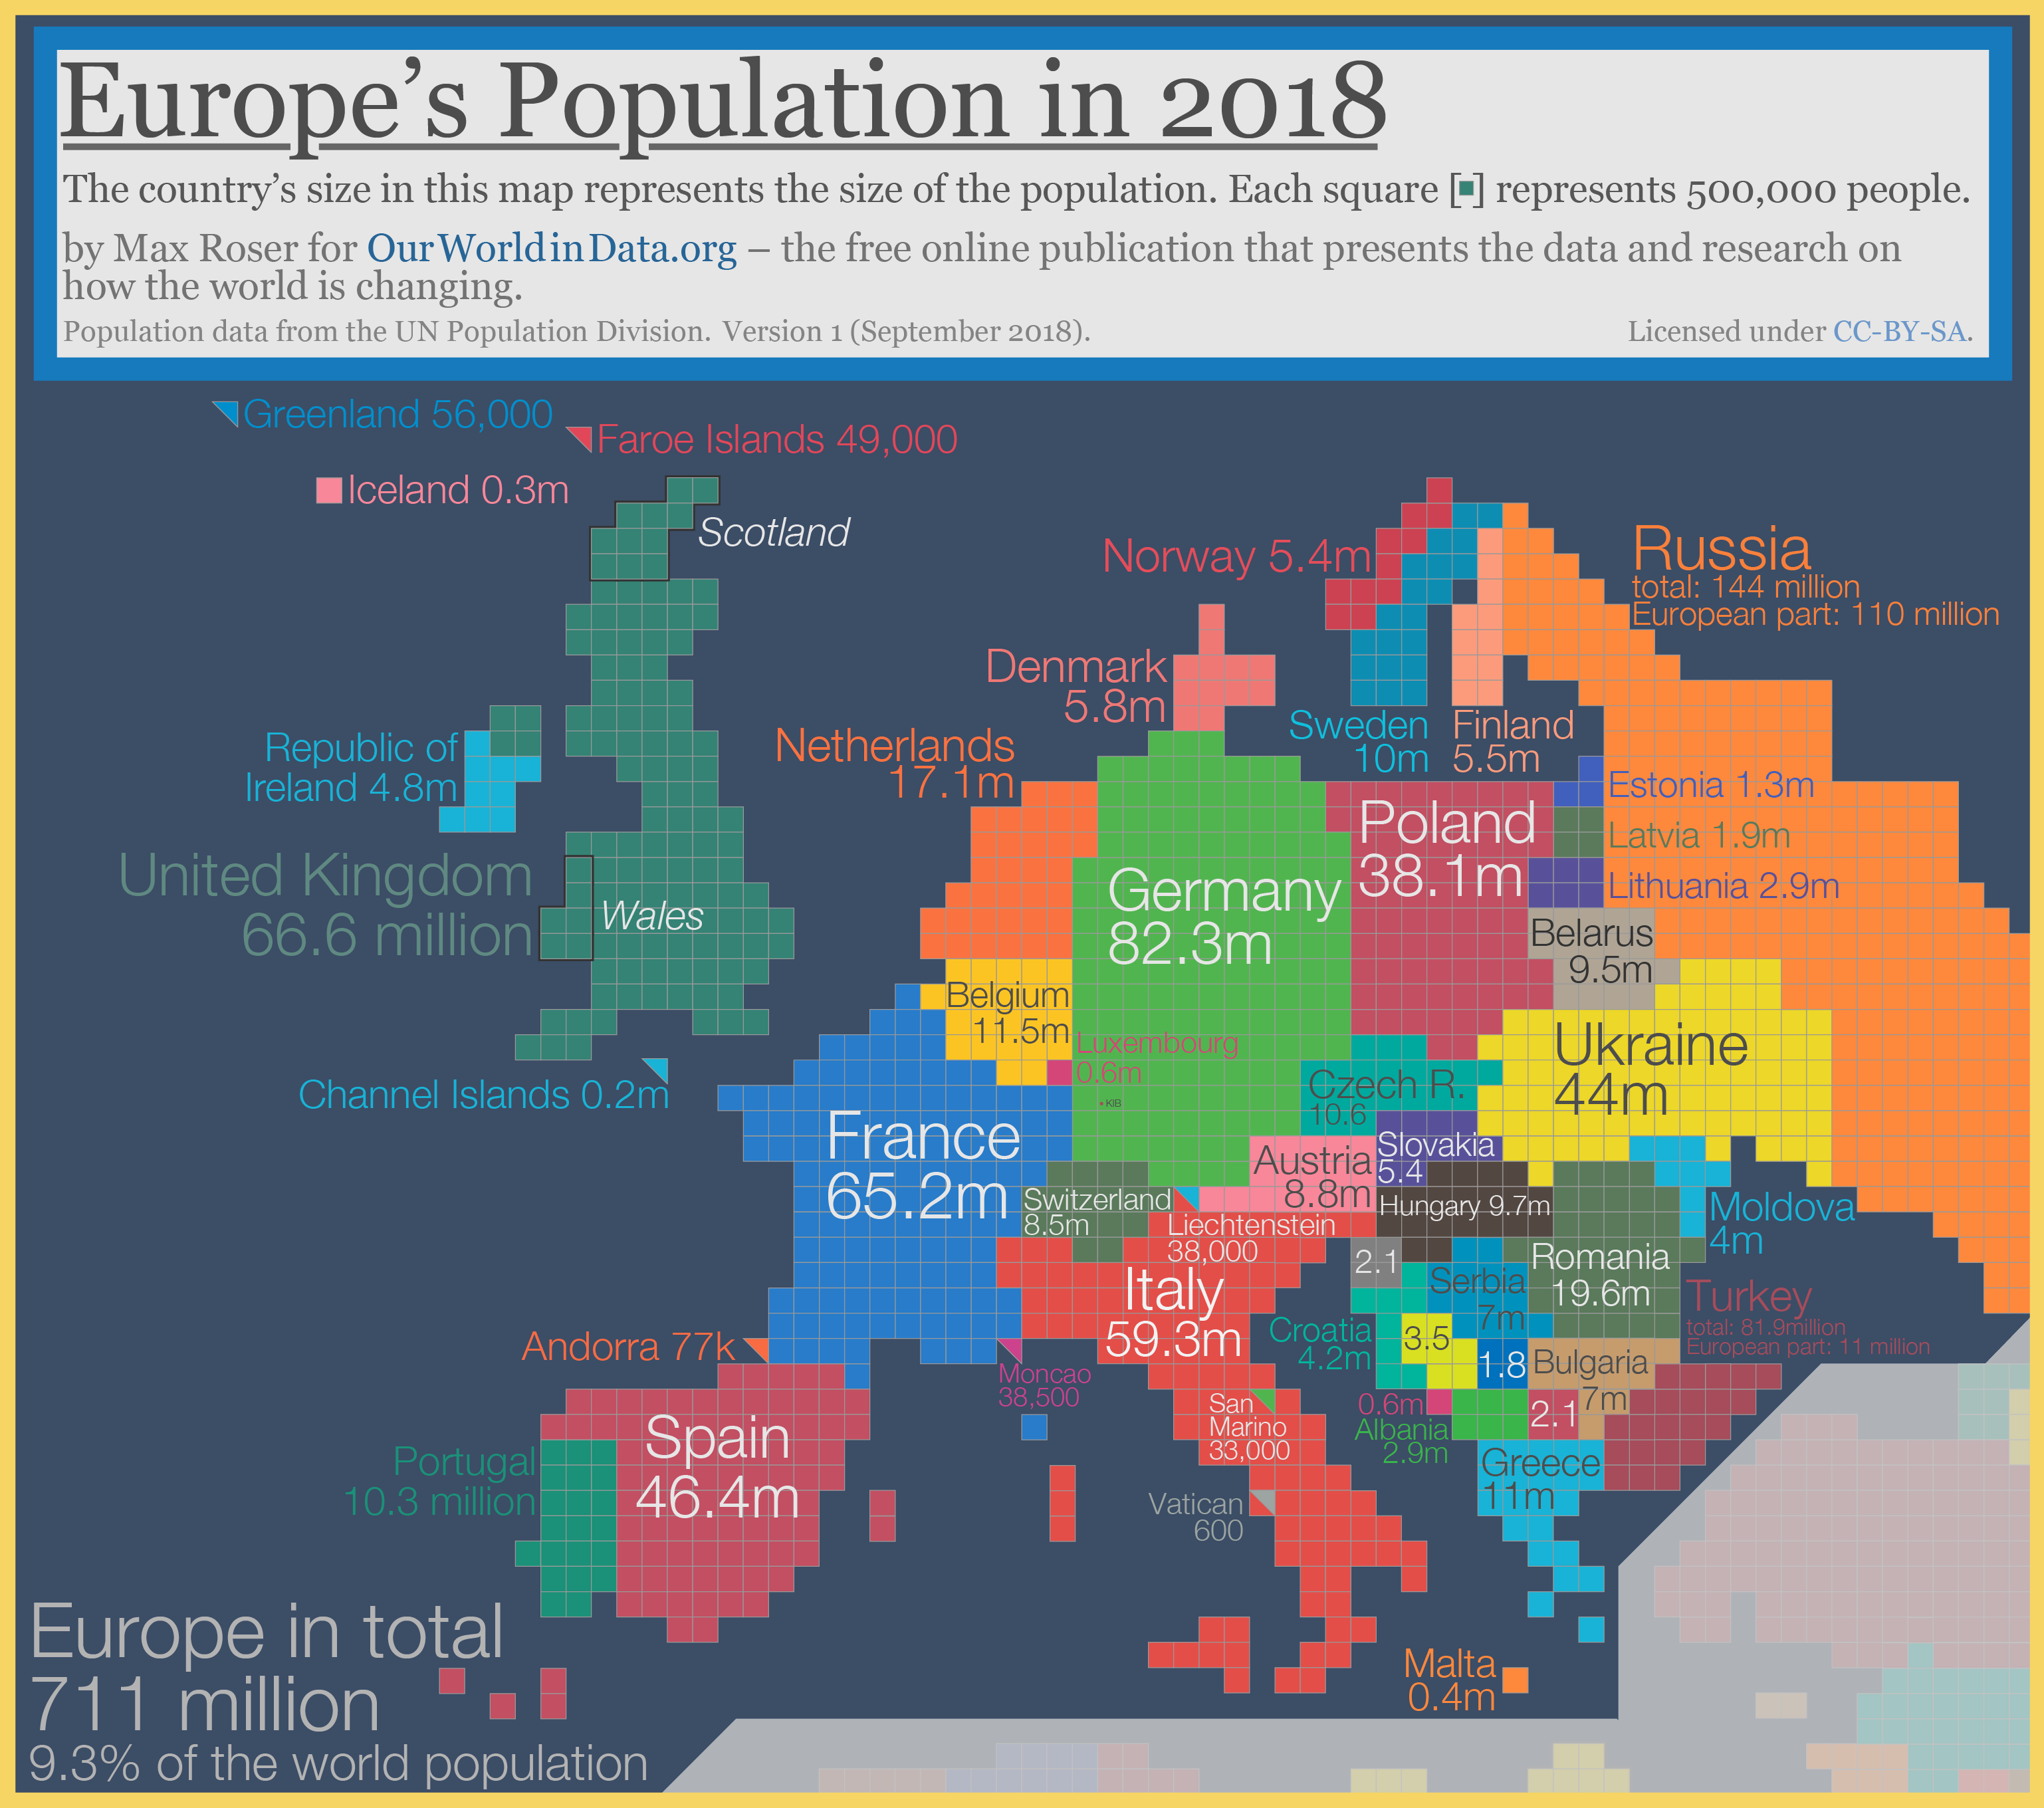 Europe's Population in 2018
The country's size in this map represents the size of the population. Each square [▪] represents 500,000 people.
by Max Roser for OurWorldinData.org – the free online publication that presents the data and research on
how the world is changing.
Population data from the UN Population Division. Version 1 (September 2018).
Licensed under CC-BY-SA.
Greenland 56,000
Faroe Islands 49,000
Iceland 0.3m
Scotland
Norway 5.4m
Russia
total: 144 million
European part: 110 million
Denmark
5.8m
Sweden
10m
Finland
5.5m
Republic of
Ireland 4.8m
Netherlands
17.1m
Estonia 1.3m
Latvia 1.9m
Lithuania 2.9m
Poland
38.1m
United Kingdom
66.6 million
Wales
Germany
82.3m
Belarus
9.5m
Belgium
11.5m
Luxembourg
0.6m
KIB
Ukraine
44m
Channel Islands 0.2m
Czech R.
10.6
France
65.2m
Slovakia
5.4
Austria
8.8m
Switzerland
8.5m
Liechtenstein
38,000
Hungary 9.7m
Moldova
4m
Romania
19.6m
2.1
Serbia
7m
Italy
59.3m
Turkey
total: 81.9million
European part: 11 million
Croatia
4.2m
3.5
1.8
Bulgaria
7m
Andorra 77k
Moncao
38,500
San
Marino
33,000
0.6m
Albania
2.9m
2.1
Spain
46.4m
Portugal
10.3 million
Greece
11m
Vatican
600
Malta
0.4m
Europe in total
711 million
9.3% of the world population